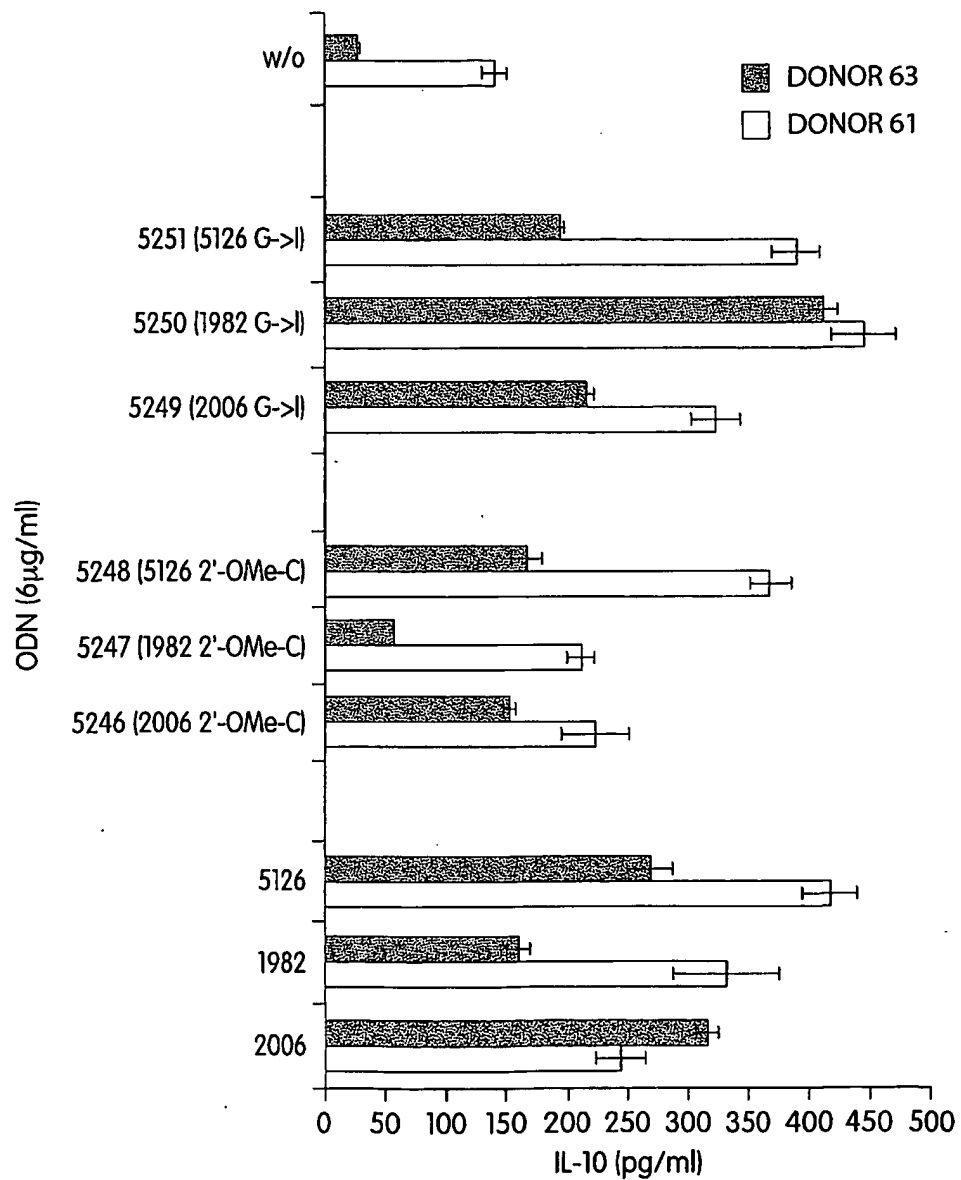 w/o
DONOR 63
DONOR 61
5251 (5126 G->I)
5250 (1982 G->I)
5249 (2006 G->I)
5248 (5126 2'-OMe-C)
5247 (1982 2'-OMe-C)
5246 (2006 2'-OMe-C)
5126
1982
2006
ODN (6μg/ml)
0 50 100 150 200 250 300 350 400 450 500
IL-10 (pg/ml)